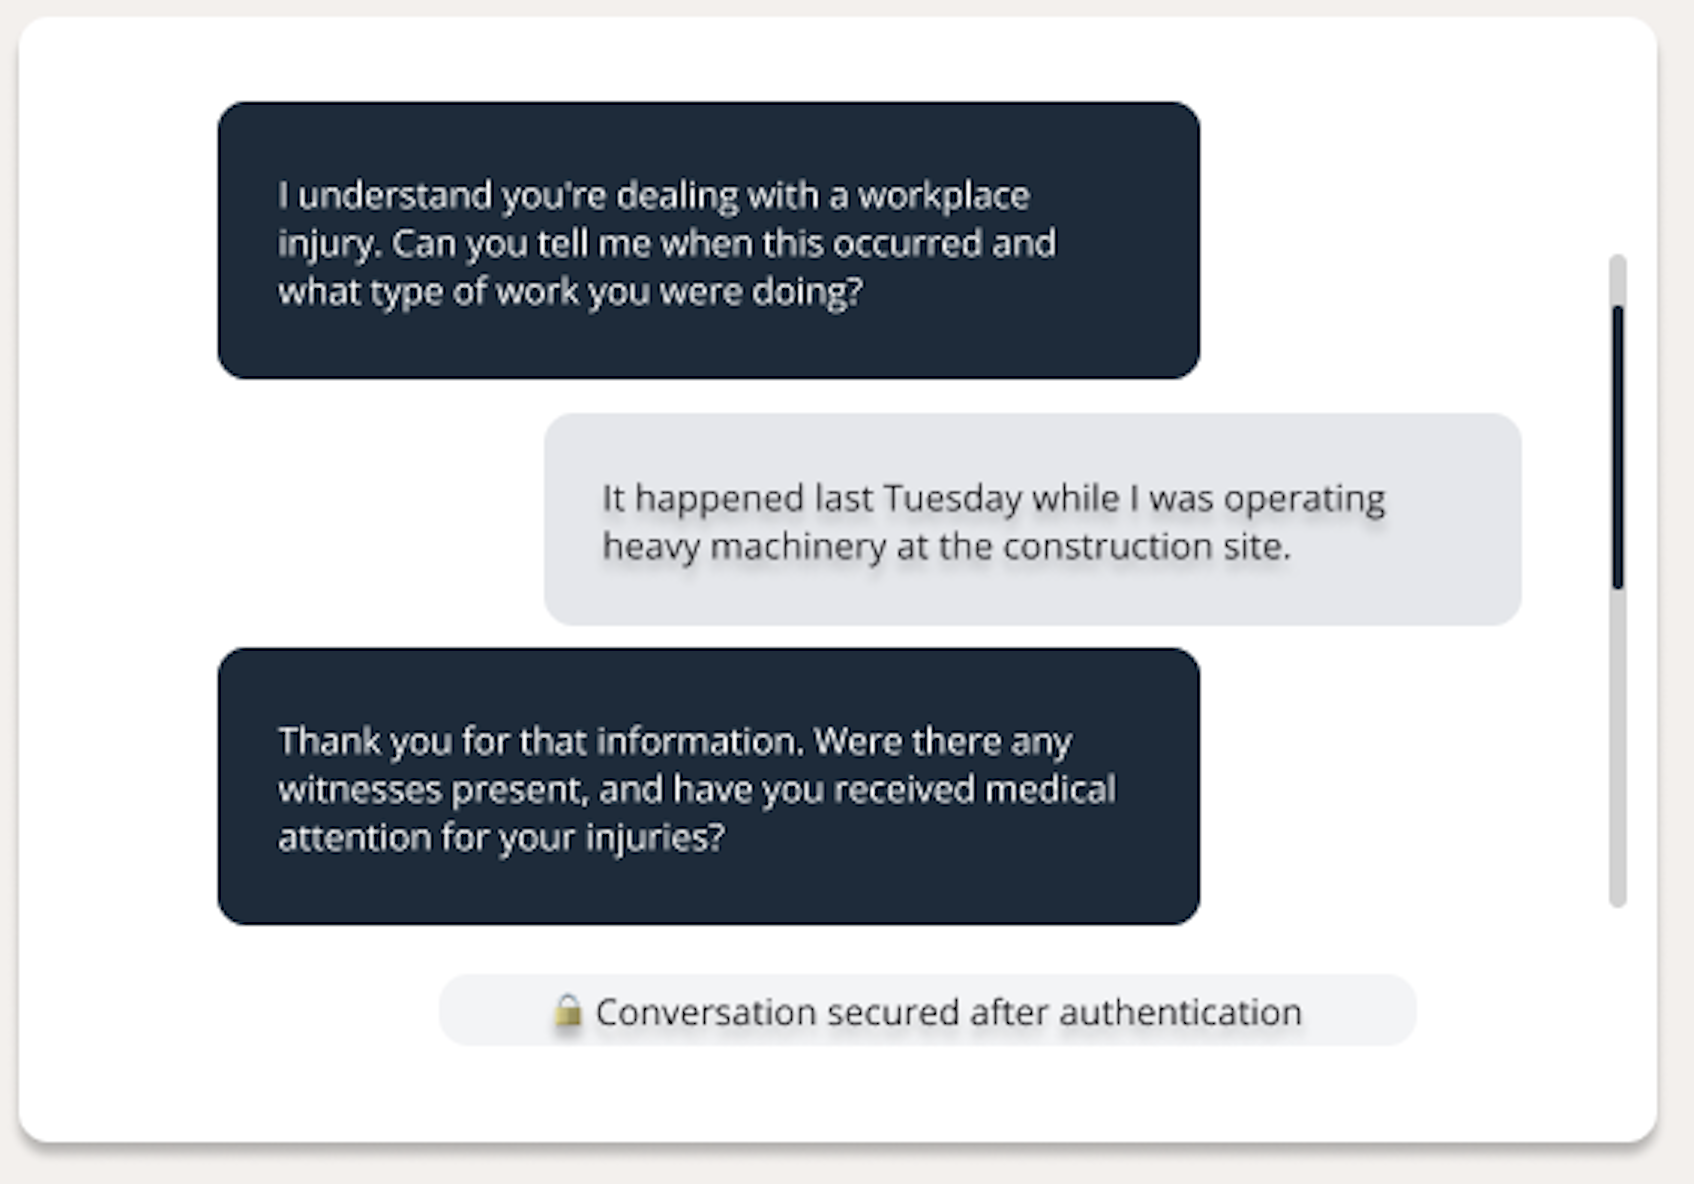 I understand you're dealing with a workplace
injury. Can you tell me when this occurred and
what type of work you were doing?
It happened last Tuesday while I was operating
heavy machinery at the construction site.
Thank you for that information. Were there any
witnesses present, and have you received medical
attention for your injuries?
🔒 Conversation secured after authentication